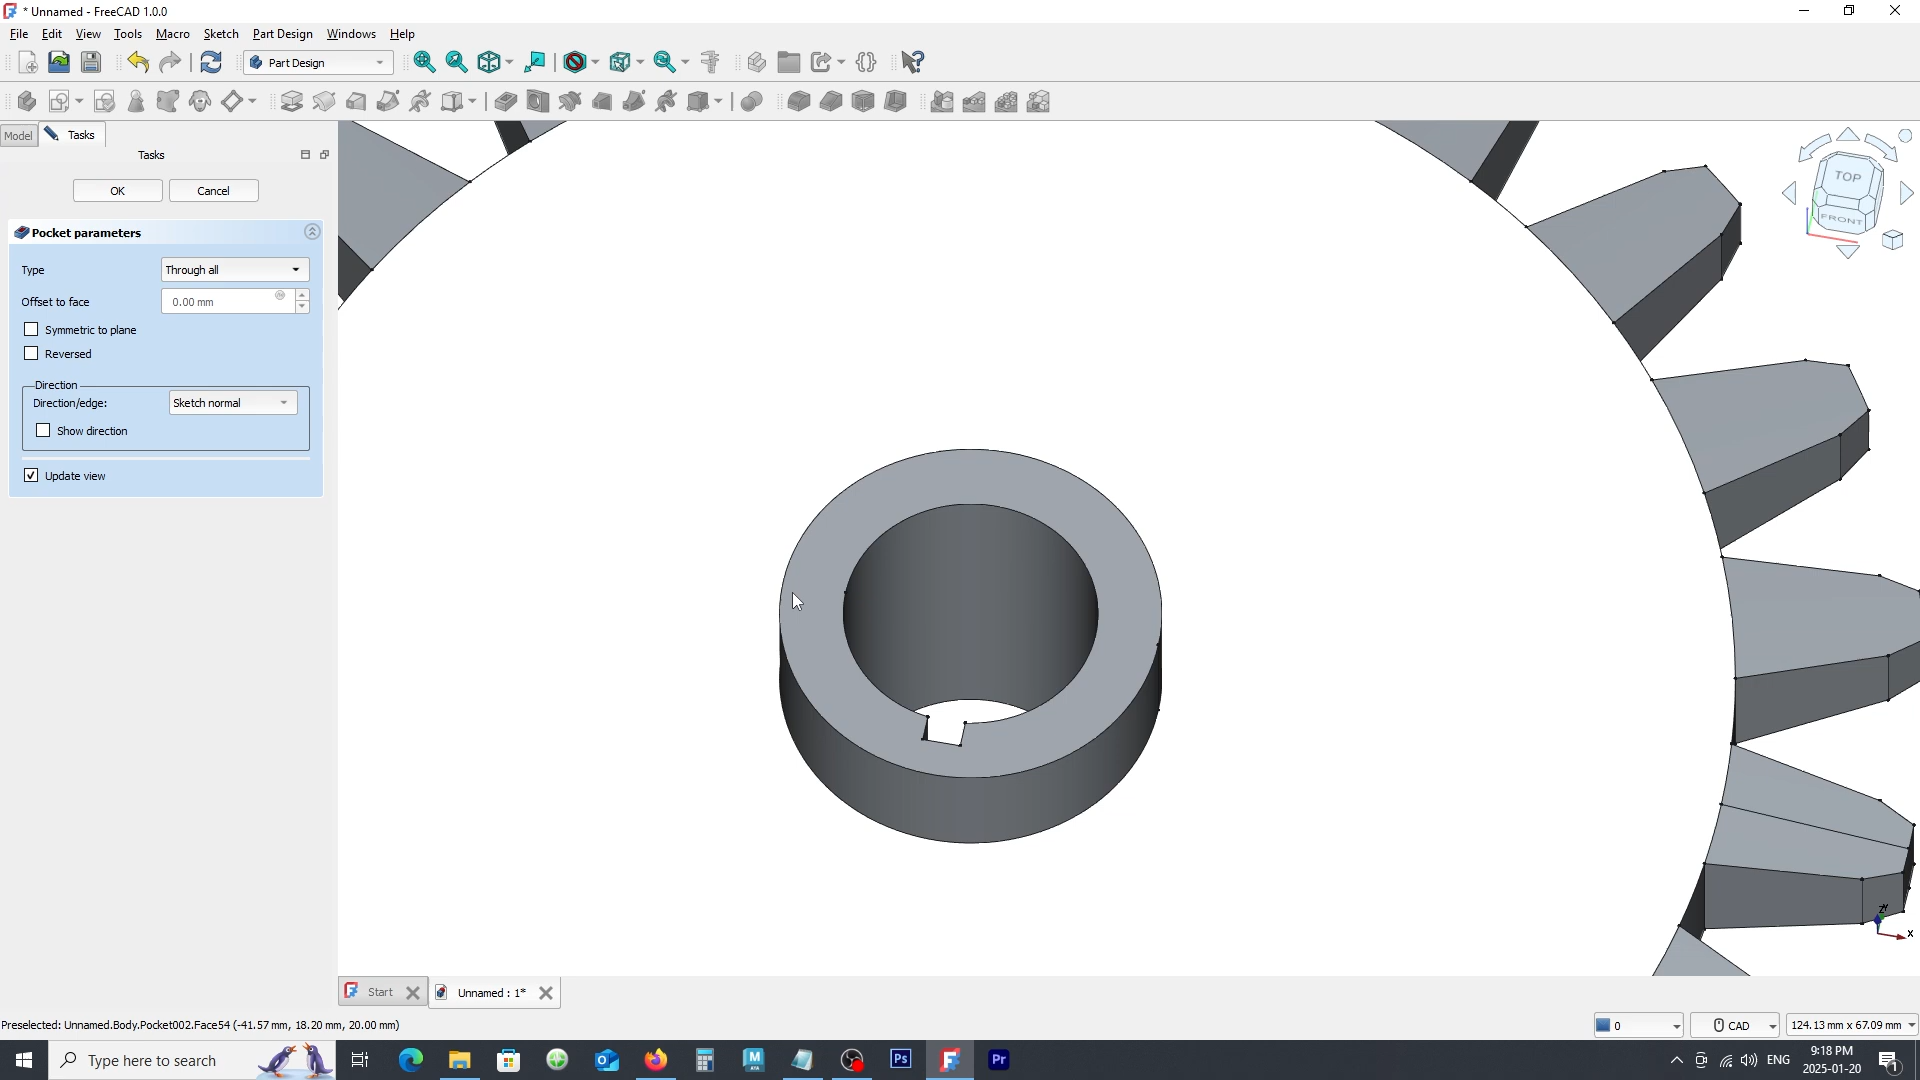 * Unnamed - FreeCAD 1.0.0
File Edit View Tools Macro Sketch Part Design Windows Help
Part Design
Model Tasks
Tasks
OK Cancel
Pocket parameters
Type Through all
Offset to face 0.00 mm
Symmetric to plane
Reversed
Direction
Direction/edge: Sketch normal
Show direction
Update view
TOP
FRONT
Z
X
Start Unnamed : 1*
Preselected: Unnamed.Body.Pocket002.Face54 (-41.57 mm, 18.20 mm, 20.00 mm)
0 CAD 124.13 mm x 67.09 mm
Type here to search
M
Ps
Pr
ENG
9:18 PM
2025-01-20
1